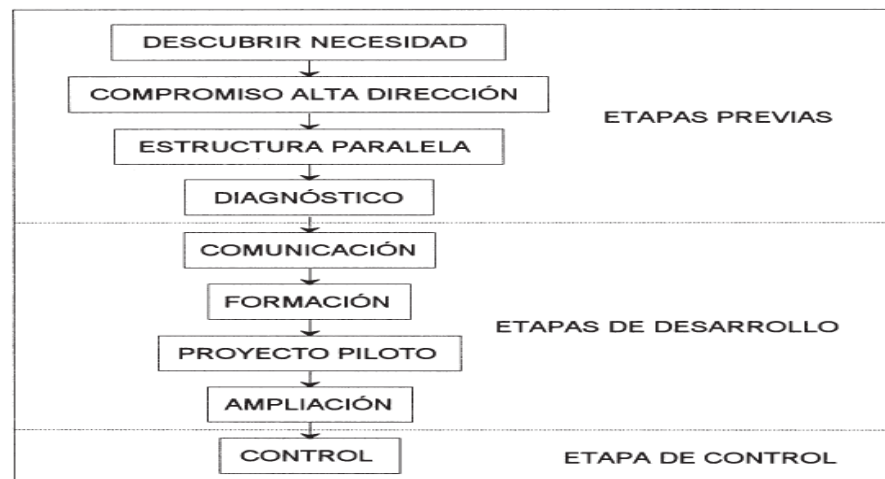 DESCUBRIR NECESIDAD
COMPROMISO ALTA DIRECCIÓN
ETAPAS PREVIAS
ESTRUCTURA PARALELA
DIAGNÓSTICO
COMUNICACIÓN
FORMACIÓN
ETAPAS DE DESARROLLO
PROYECTO PILOTO
AMPLIACIÓN
CONTROL
ETAPA DE CONTROL